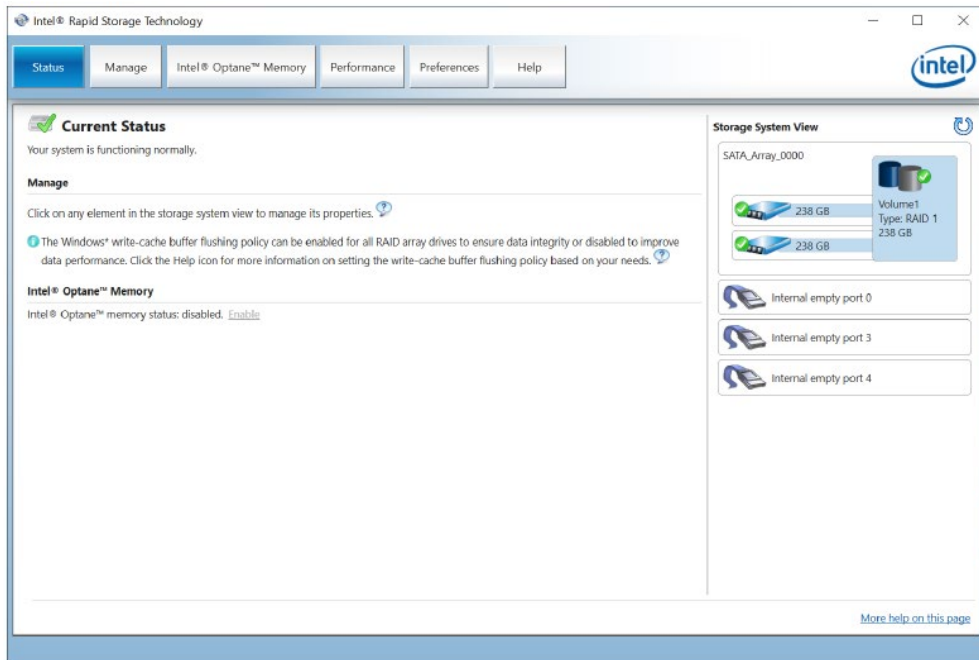 Intel® Rapid Storage Technology
Status
Manage
Intel® Optane™ Memory
Performance
Preferences
Help
intel
Current Status
Your system is functioning normally.
Manage
Click on any element in the storage system view to manage its properties.
The Windows* write-cache buffer flushing policy can be enabled for all RAID array drives to ensure data integrity or disabled to improve
data performance. Click the Help icon for more information on setting the write-cache buffer flushing policy based on your needs.
Intel® Optane™ Memory
Intel® Optane™ memory status: disabled. Enable
Storage System View
SATA_Array_0000
238 GB
238 GB
Volume1
Type: RAID 1
238 GB
Internal empty port 0
Internal empty port 3
Internal empty port 4
More help on this page